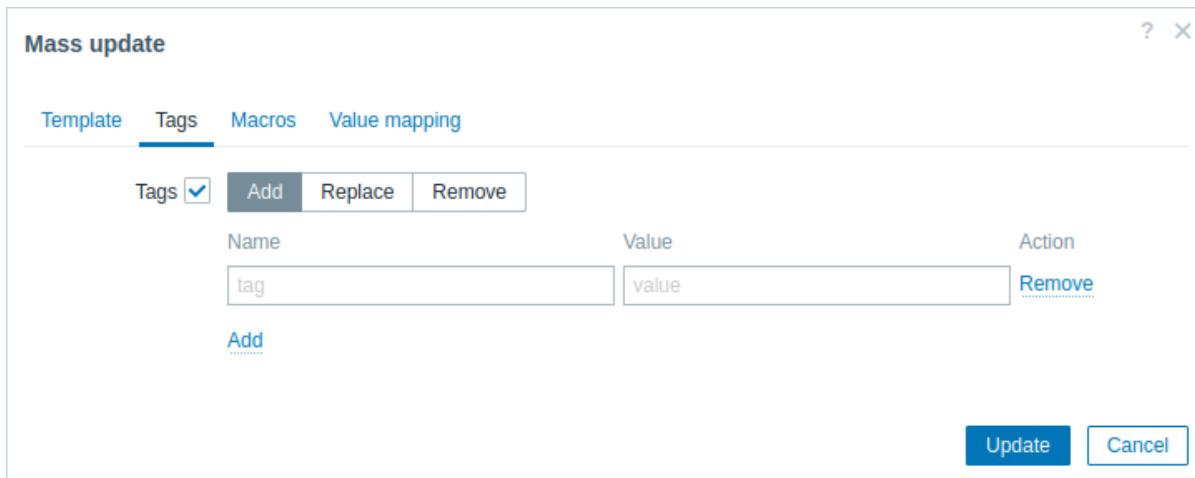 Mass update ?
Template Tags Macros Value mapping
Tags Add Replace Remove
Name Value Action
tag value Remove
Add
Update Cancel